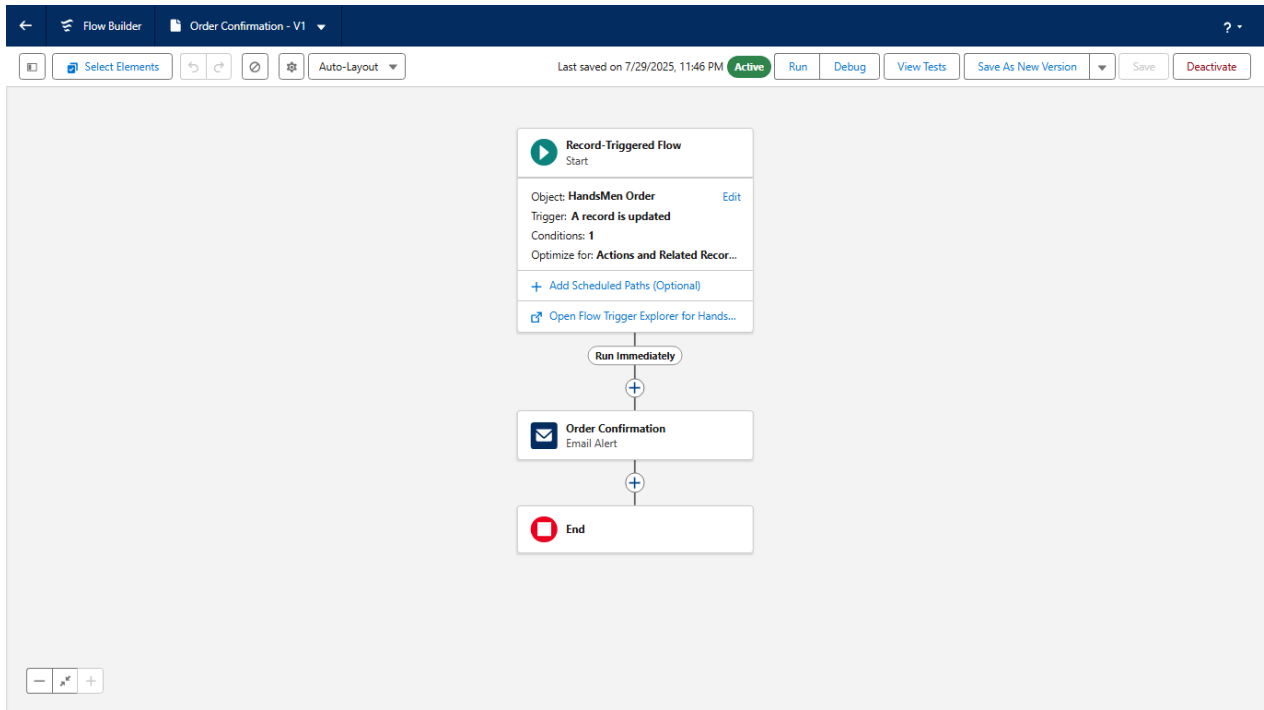 Flow Builder
Order Confirmation - V1
?
Select Elements
Auto-Layout
Last saved on 7/29/2025, 11:46 PM
Active
Run
Debug
View Tests
Save As New Version
Save
Deactivate
Record-Triggered Flow
Start
Object: HandsMen Order
Edit
Trigger: A record is updated
Conditions: 1
Optimize for: Actions and Related Recor...
+ Add Scheduled Paths (Optional)
Open Flow Trigger Explorer for Hands...
Run Immediately
Order Confirmation
Email Alert
End